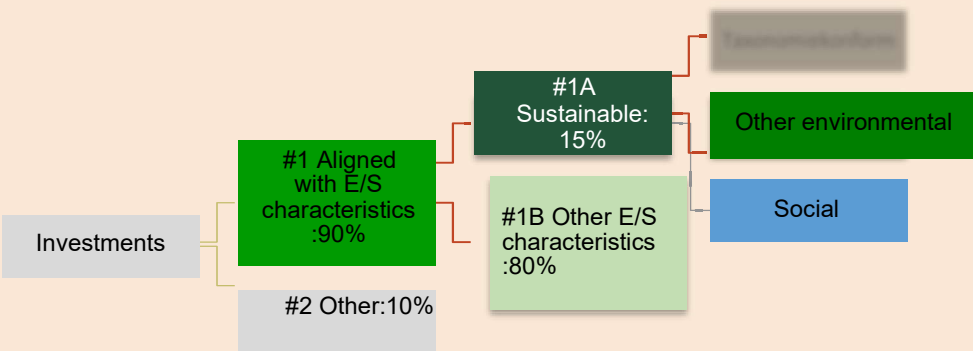 Investments
#1 Aligned
with E/S
characteristics
:90%
#2 Other:10%
#1A
Sustainable:
15%
#1B Other E/S
characteristics
:80%
Other environmental
Social